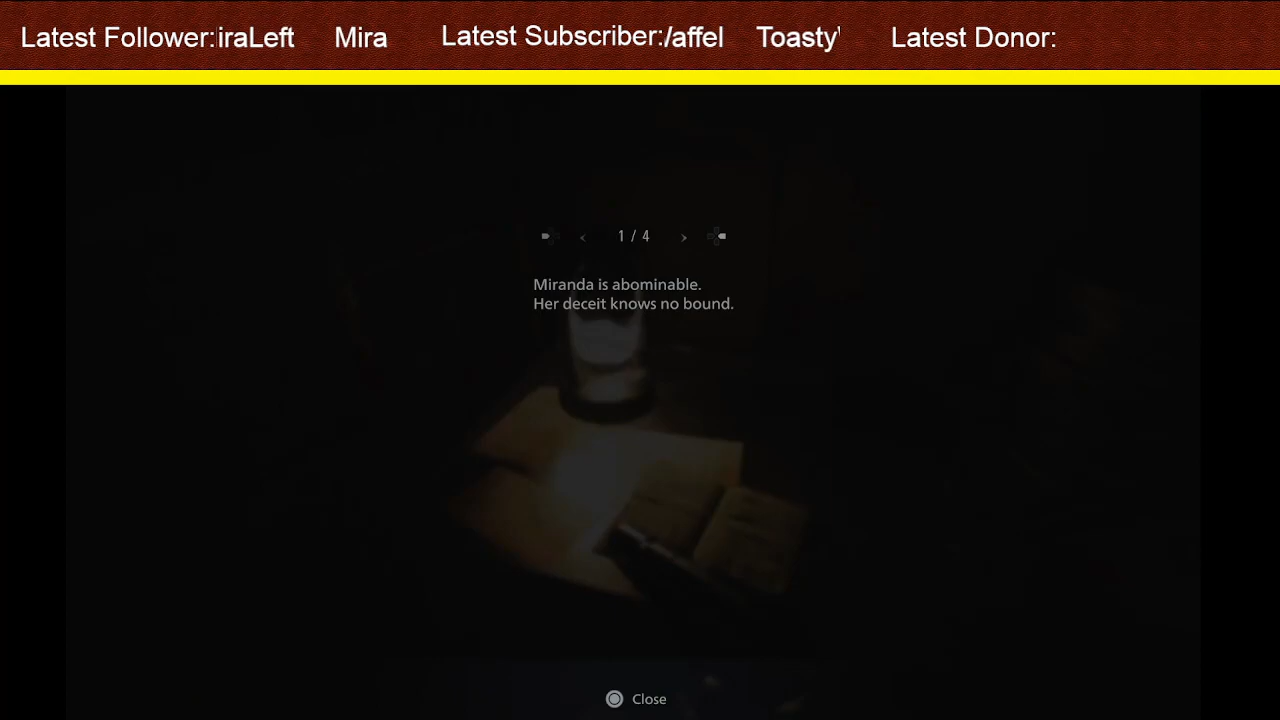 Latest Follower:iraLeft Mira Latest Subscriber:/affel Toasty Latest Donor:
1 / 4
Miranda is abominable.
Her deceit knows no bound.
Close